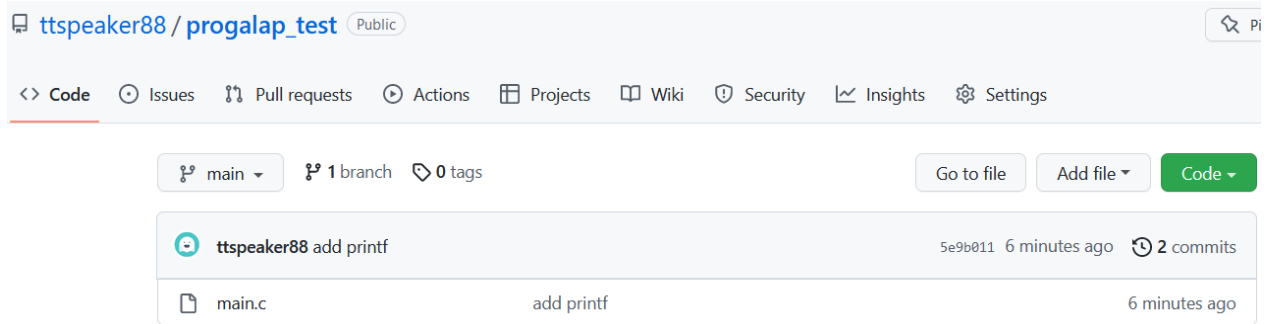 ttspeaker88 / progalap_test Public Pi
<> Code Issues Pull requests Actions Projects Wiki Security Insights Settings
main 1 branch 0 tags Go to file Add file Code
ttspeaker88 add printf 5e9b011 6 minutes ago 2 commits
main.c add printf 6 minutes ago